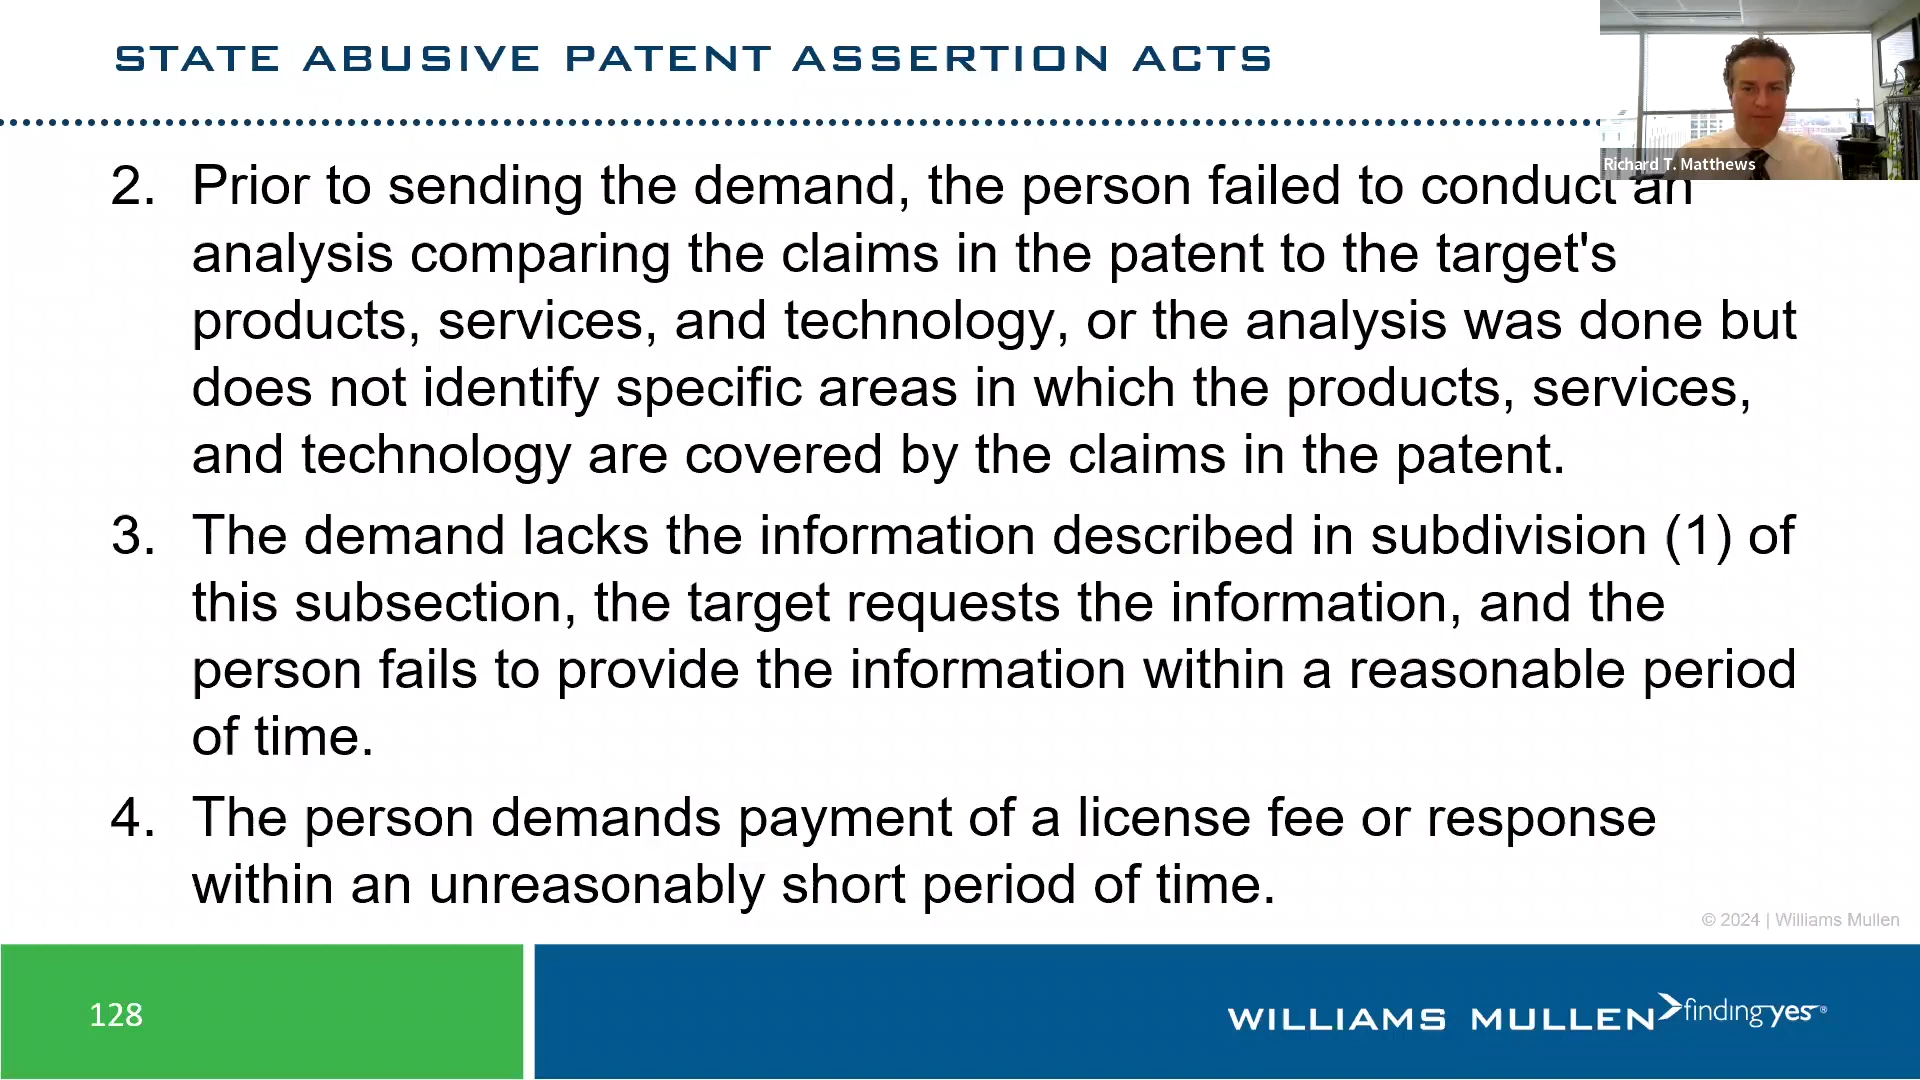 STATE ABUSIVE PATENT ASSERTION ACTS
Richard T. Matthews
2. Prior to sending the demand, the person failed to conduct an
analysis comparing the claims in the patent to the target's
products, services, and technology, or the analysis was done but
does not identify specific areas in which the products, services,
and technology are covered by the claims in the patent.
3. The demand lacks the information described in subdivision (1) of
this subsection, the target requests the information, and the
person fails to provide the information within a reasonable period
of time.
4. The person demands payment of a license fee or response
within an unreasonably short period of time.
© 2024 | Williams Mullen
128
WILLIAMS MULLEN finding yes®